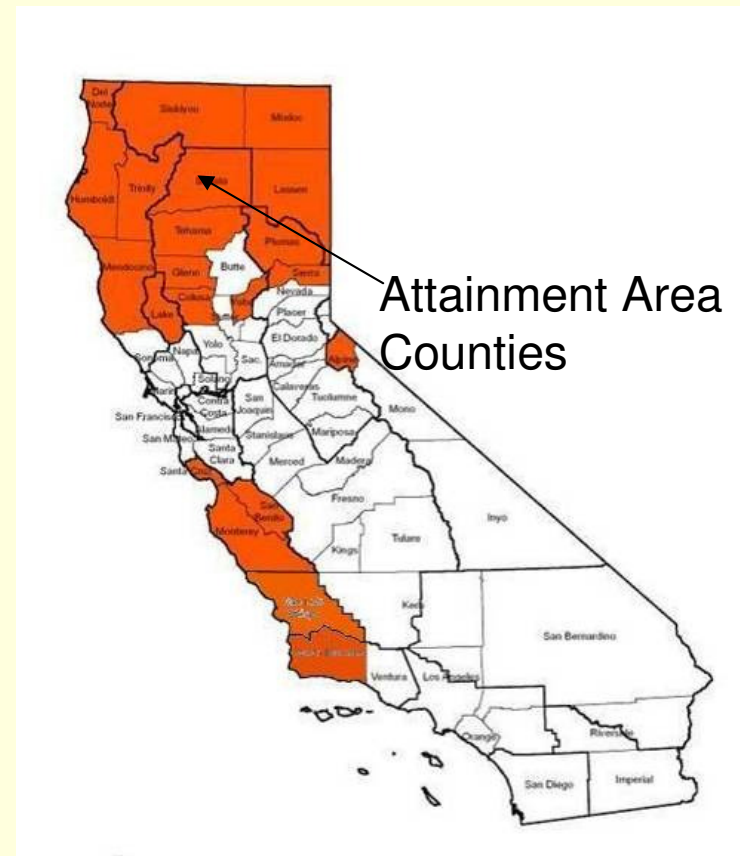 Del
Norte
Siskiyou
Modoc
Humboldt
Trinity
Lassen
Tehama
Plumas
Mendocino
Glenn
Butte
Sierra
Lake
Colusa
Yuba
Nevada
Placer
Attainment Area
Counties
Sonoma
Napa
Yolo
Sac.
El Dorado
Alpine
Amador
Marin
Solano
Calaveras
Tuolumne
Mono
San Francisco
Contra
Costa
San
Joaquin
Alameda
Stanislaus
Mariposa
San Mateo
Santa
Clara
Merced
Madera
Santa Cruz
Fresno
San
Benito
Inyo
Monterey
Kings
Tulare
Kern
San Bernardino
Ventura
Los Angeles
Orange
Riverside
San Diego
Imperial